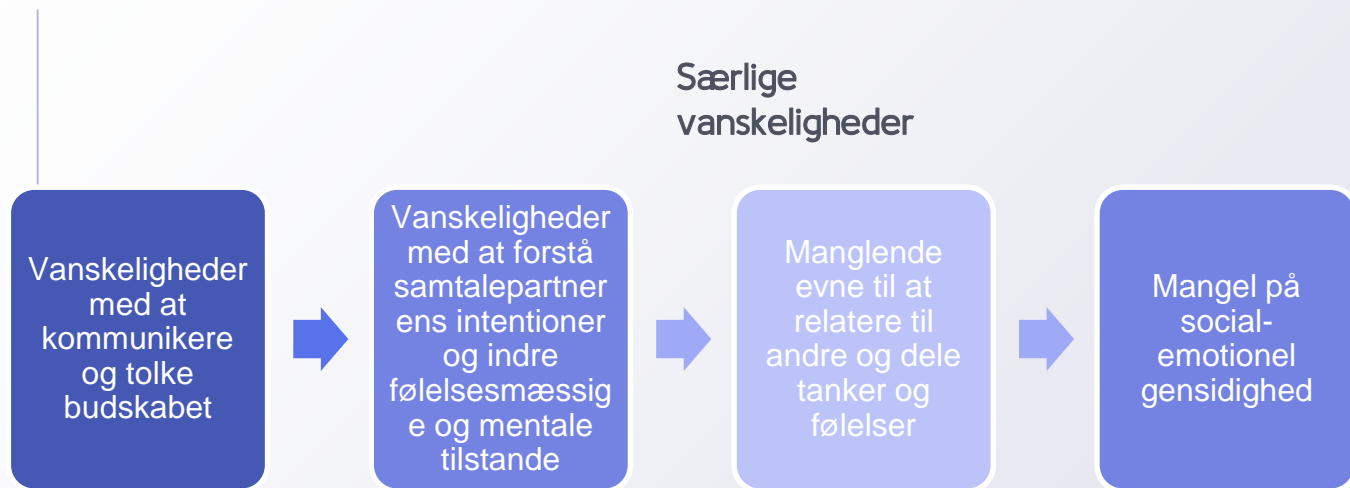 Særlige
vanskeligheder
Vanskeligheder
med at
kommunikere
og tolke
budskabet
Vanskeligheder
med at forstå
samtalepartner
ens intentioner
og indre
følelsesmæssig
e og mentale
tilstande
Manglende
evne til at
relatere til
andre og dele
tanker og
følelser
Mangel på
social-
emotionel
gensidighed